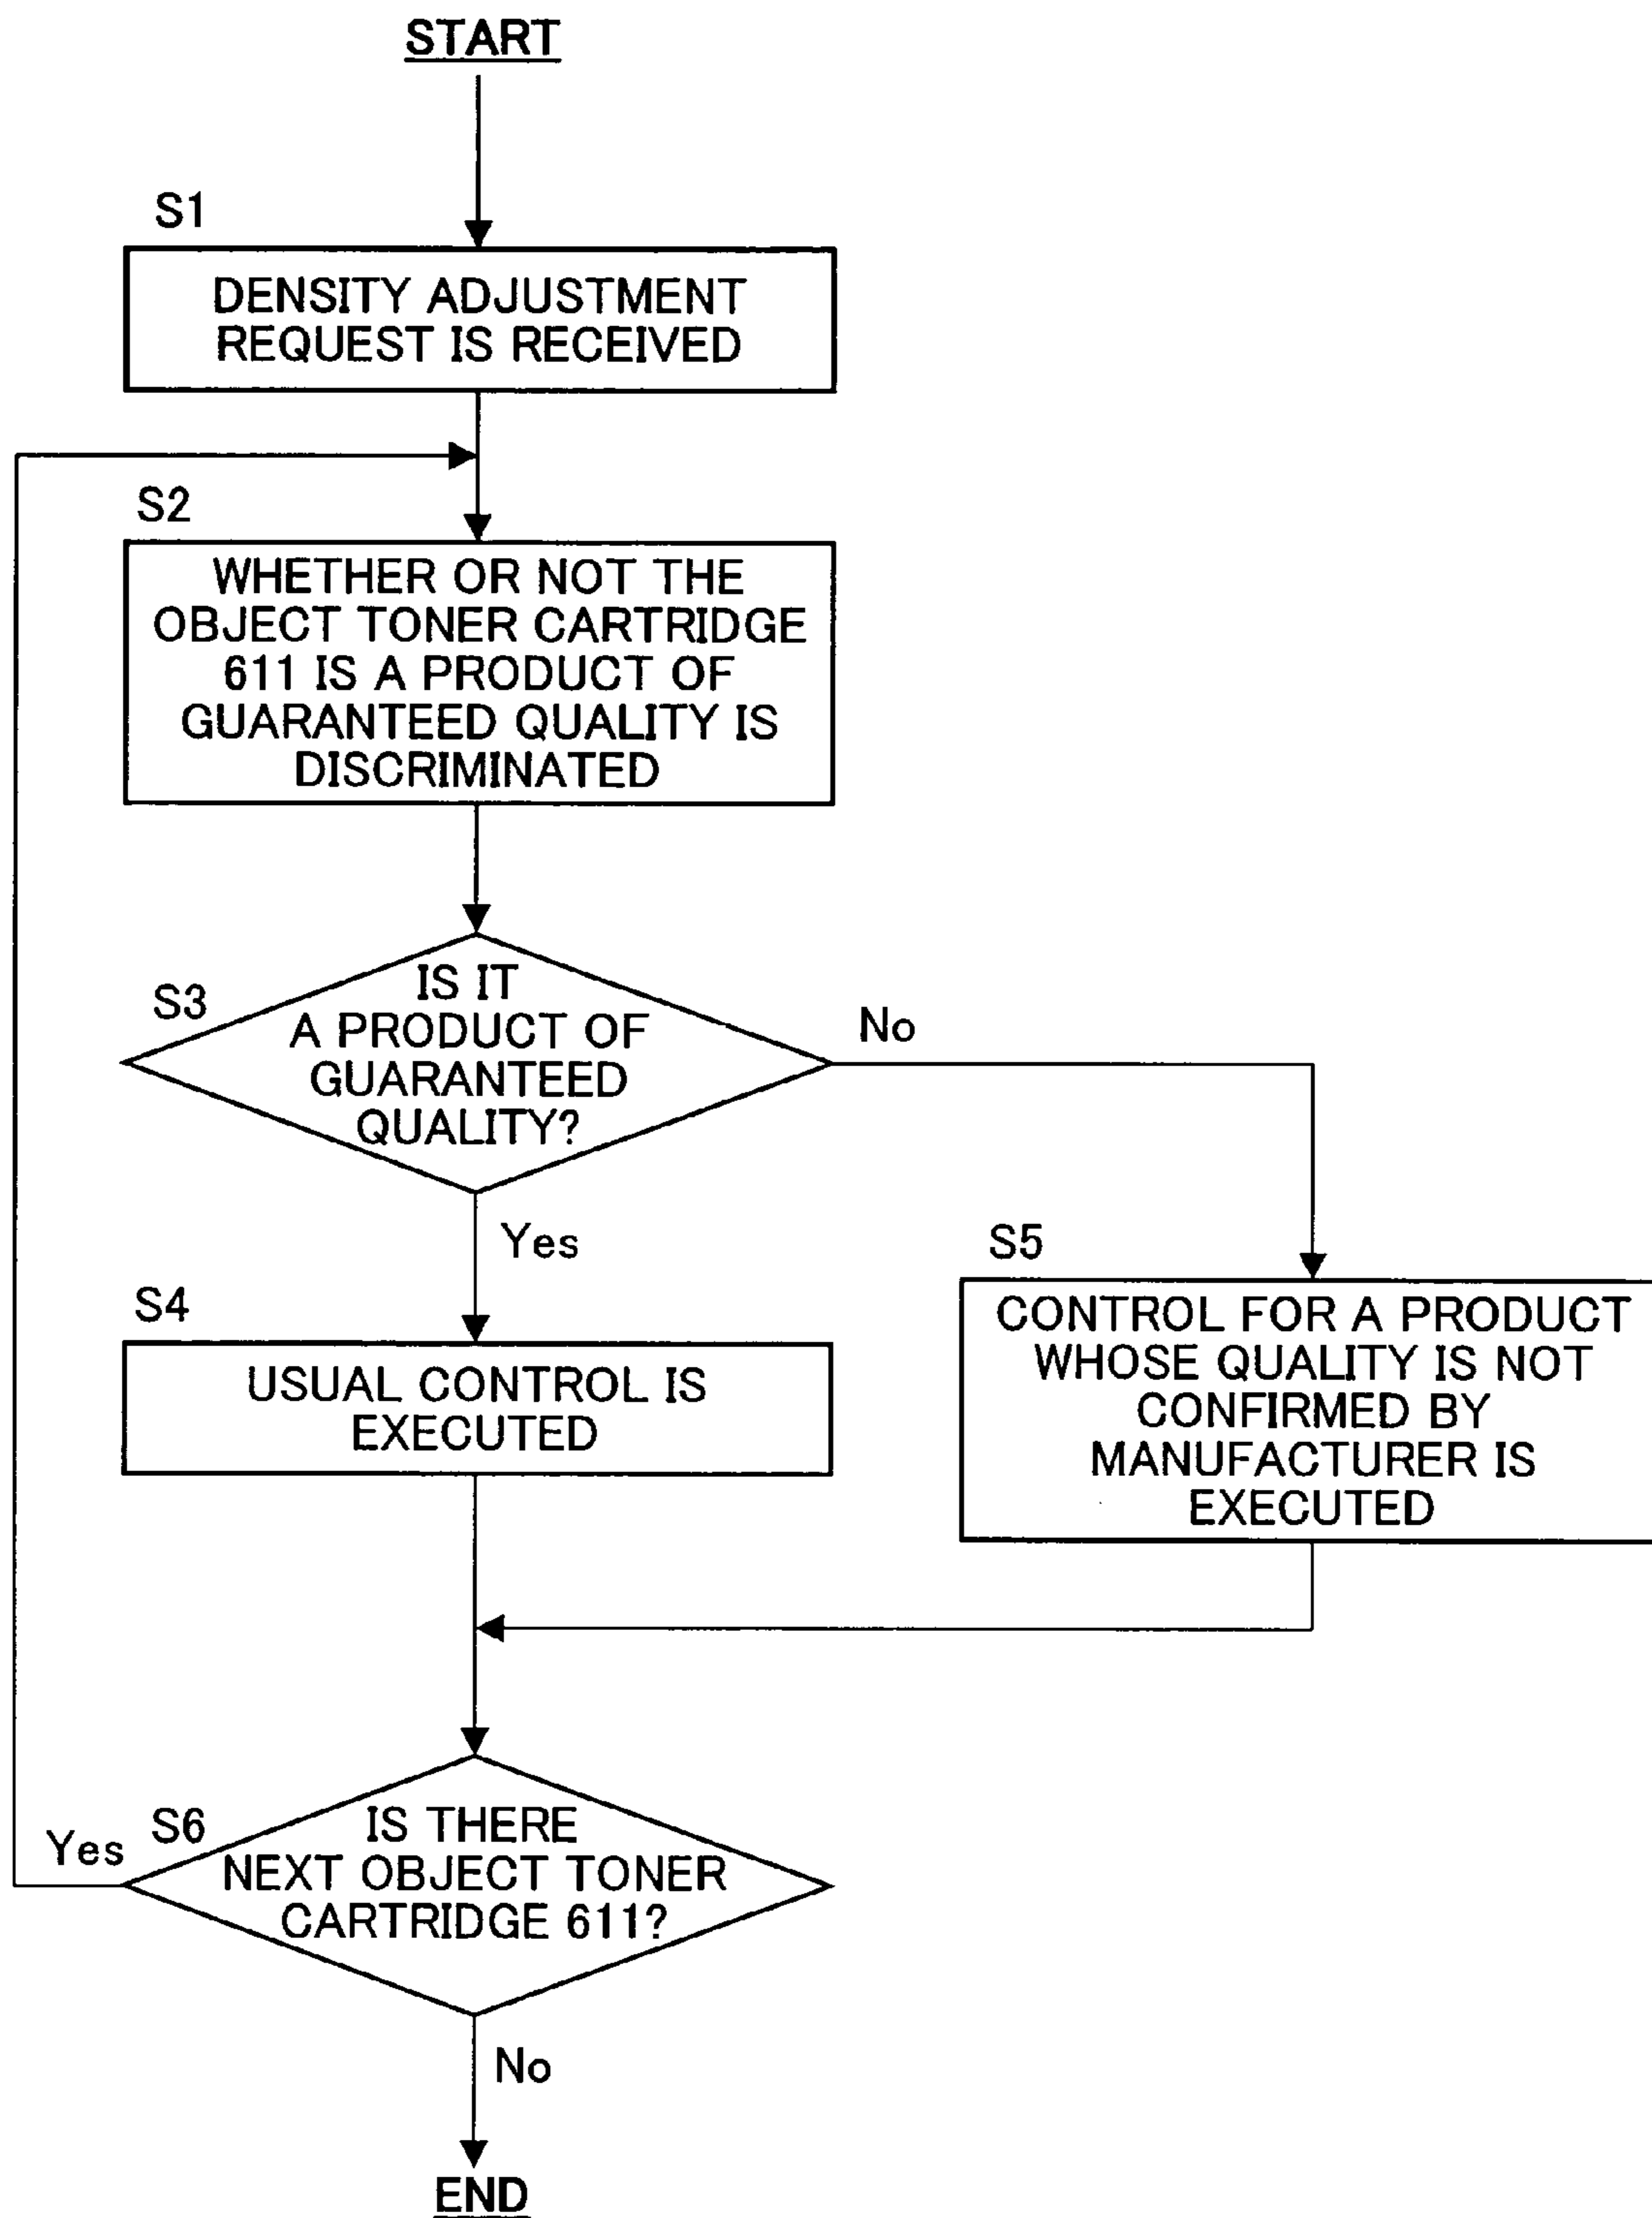 START
S1
DENSITY ADJUSTMENT
REQUEST IS RECEIVED
S2
WHETHER OR NOT THE
OBJECT TONER CARTRIDGE
611 IS A PRODUCT OF
GUARANTEED QUALITY IS
DISCRIMINATED
S3
IS IT
A PRODUCT OF
GUARANTEED
QUALITY?
No
Yes
S4
USUAL CONTROL IS
EXECUTED
S5
CONTROL FOR A PRODUCT
WHOSE QUALITY IS NOT
CONFIRMED BY
MANUFACTURER IS
EXECUTED
S6
IS THERE
NEXT OBJECT TONER
CARTRIDGE 611?
Yes
No
END